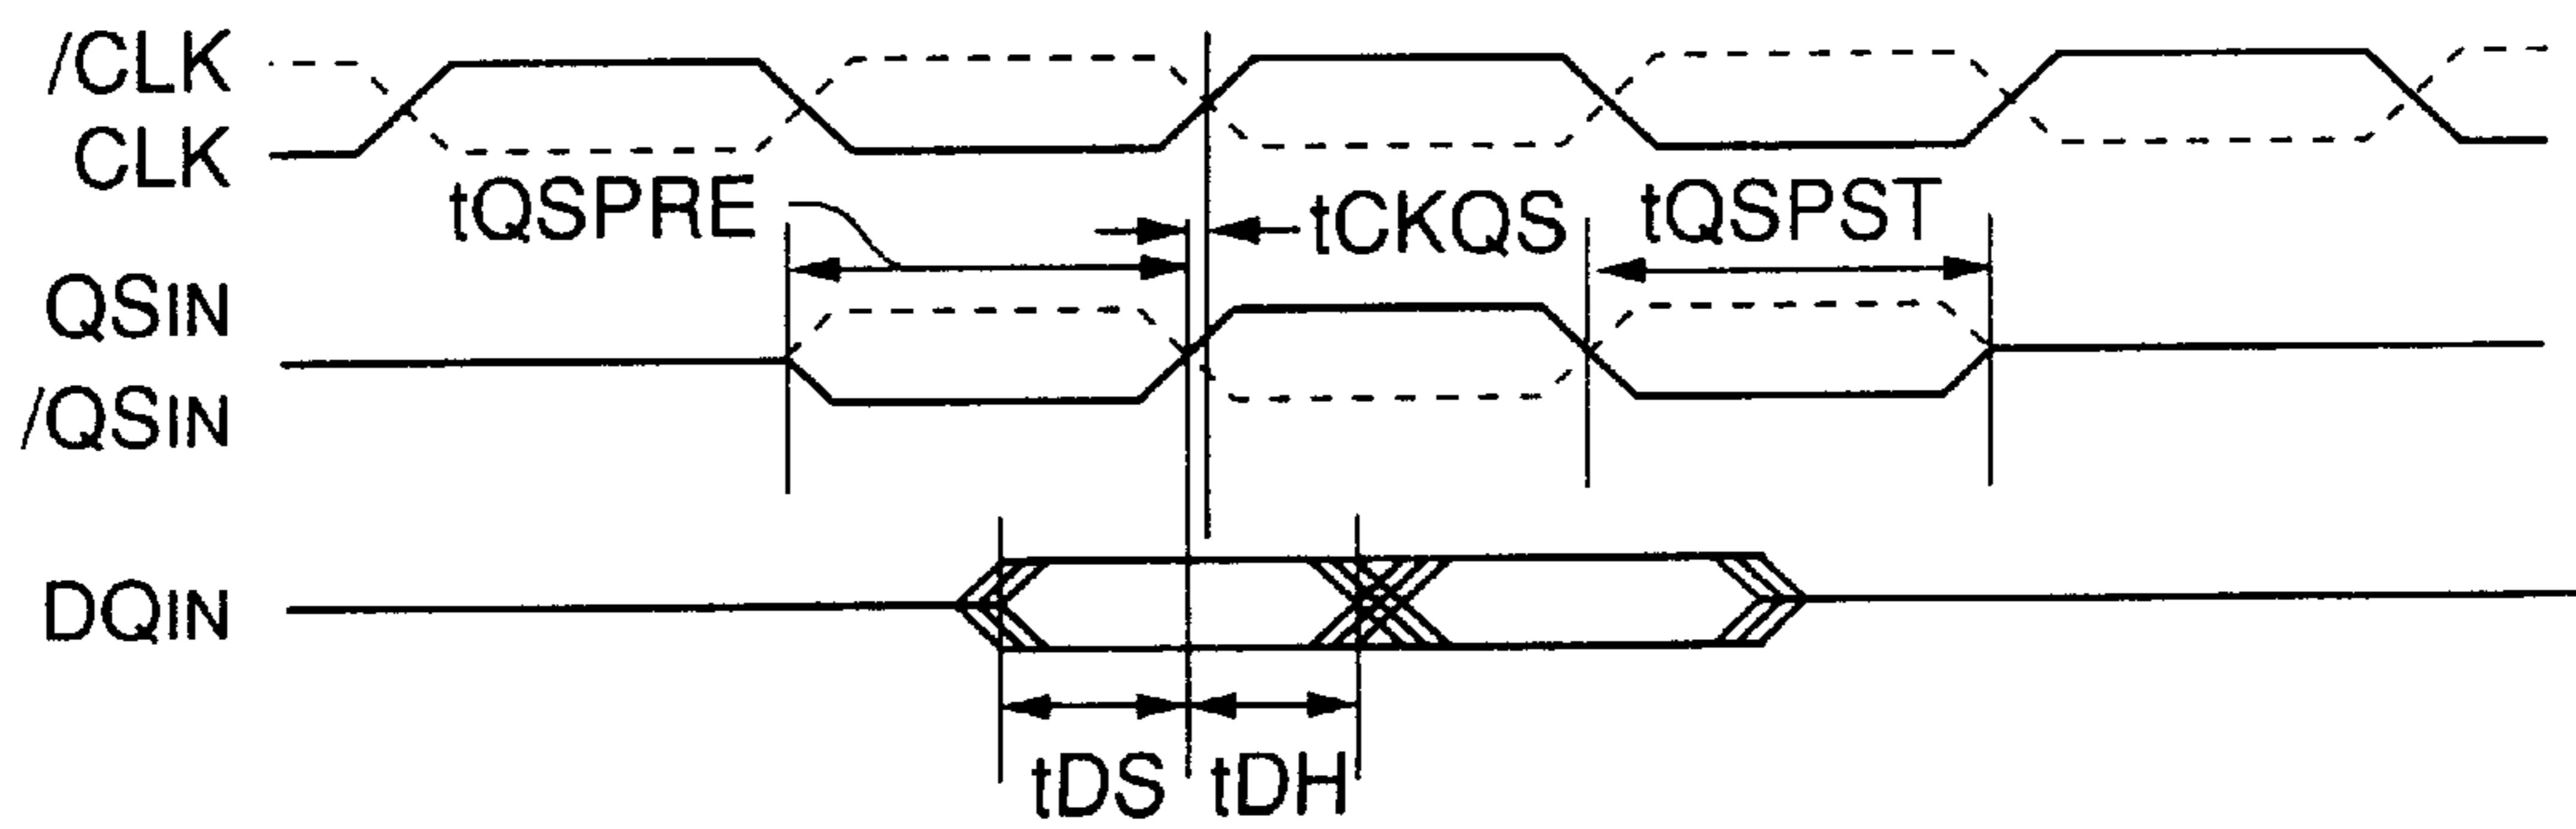 /CLK
CLK
tQSPRE
tCKQS
tQSPST
QSIN
/QSIN
DQIN
tDS
tDH